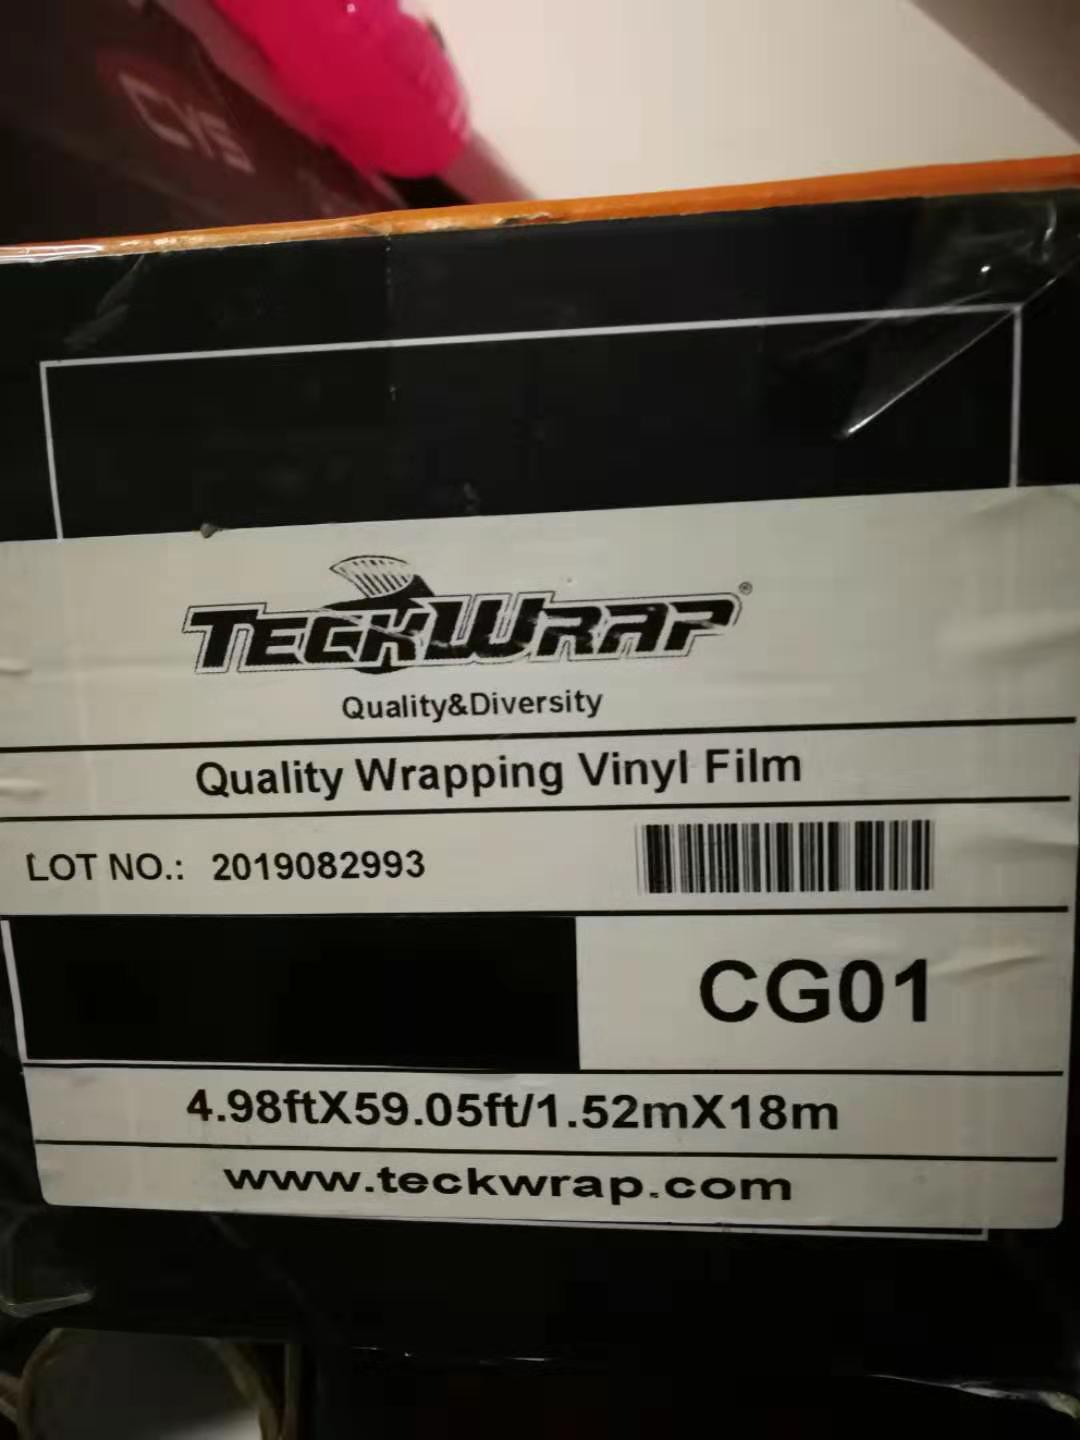 CYS
TECKWRAP®
Quality&Diversity
Quality Wrapping Vinyl Film
LOT NO.: 2019082993
CG01
4.98ftX59.05ft/1.52mX18m
www.teckwrap.com